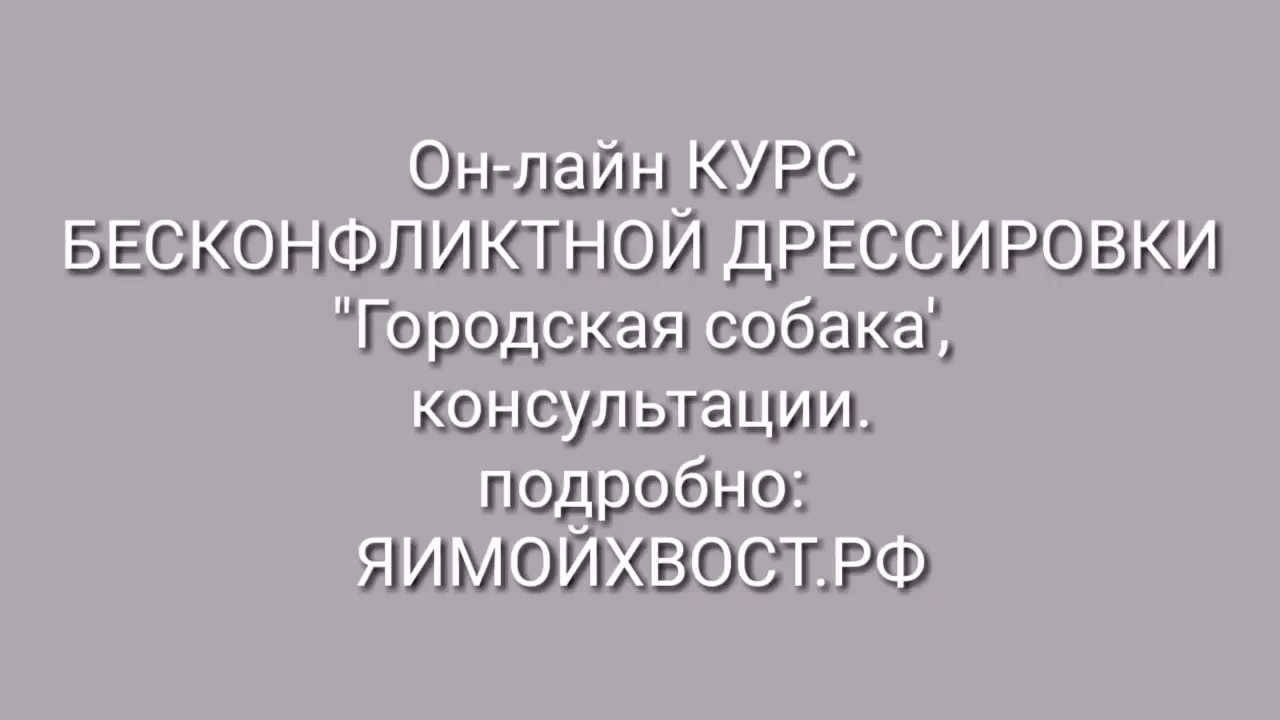 Он-лайн КУРС
БЕСКОНФЛИКТНОЙ ДРЕССИРОВКИ
"Городская собака',
консультации.
подробно:
ЯИМОЙХВОСТ.РФ